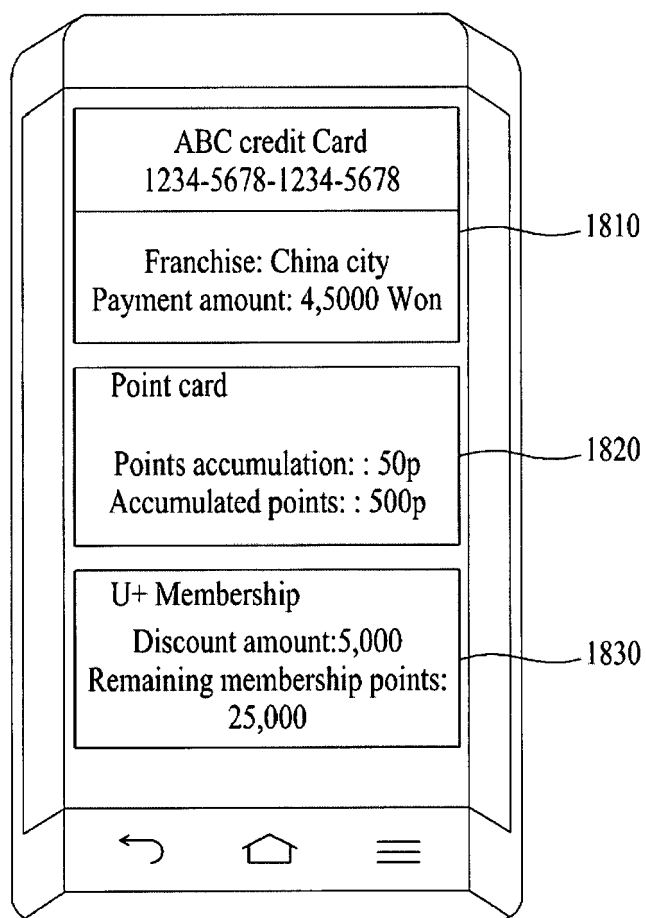 ABC credit Card
1234-5678-1234-5678
Franchise: China city
Payment amount: 4,5000 Won
1810
Point card
Points accumulation: : 50p
Accumulated points: : 500p
1820
U+ Membership
Discount amount:5,000
Remaining membership points:
25,000
1830